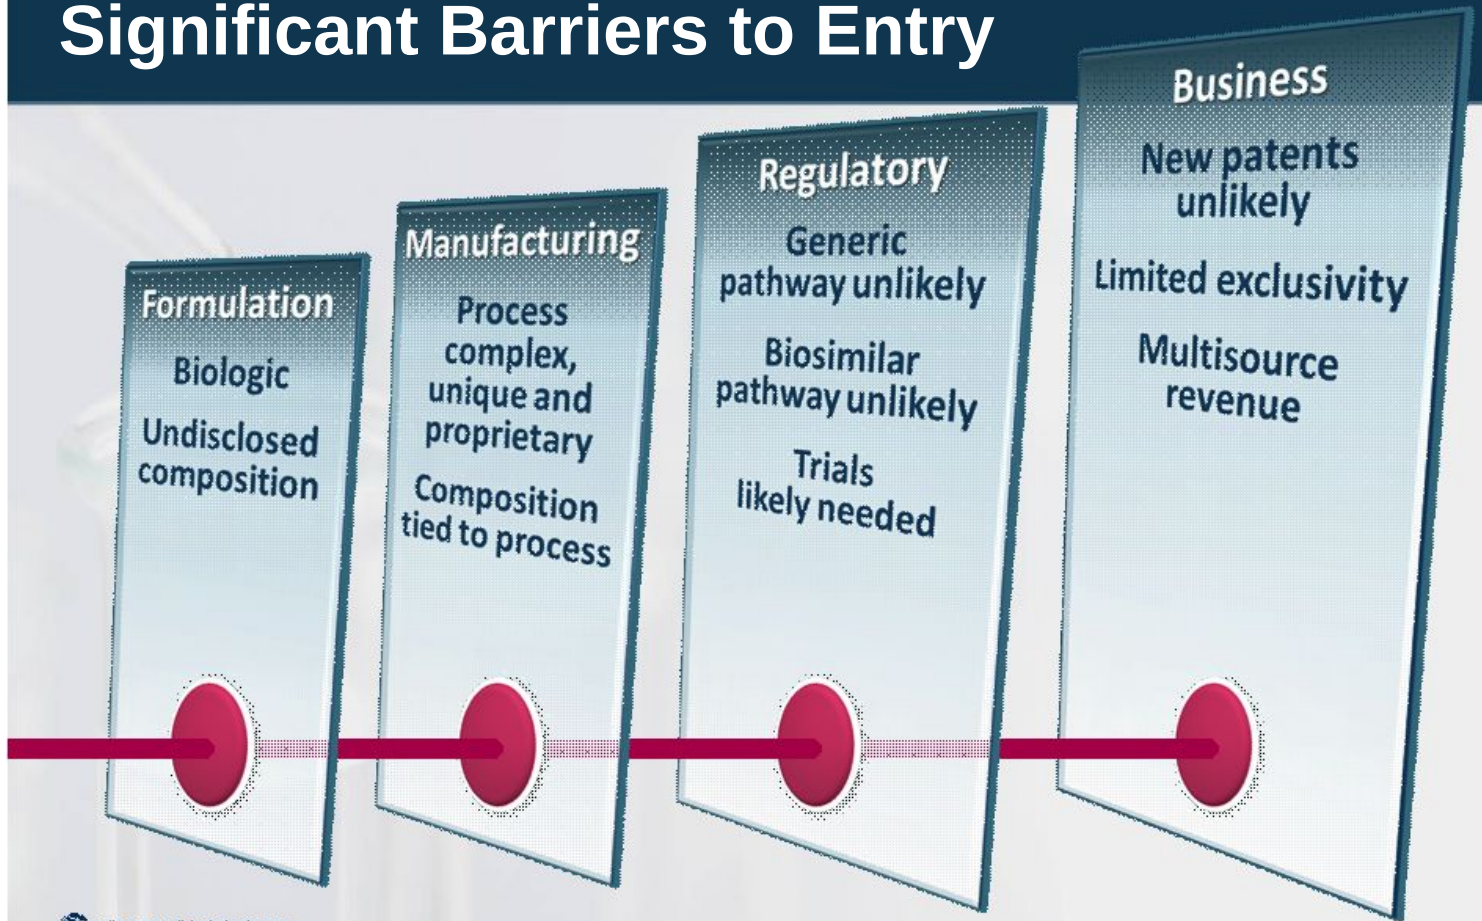 Significant Barriers to Entry
Formulation
Biologic
Undisclosed
composition
Manufacturing
Process
complex,
unique and
proprietary
Composition
tied to process
Regulatory
Generic
pathway unlikely
Biosimilar
pathway unlikely
Trials
likely needed
Business
New patents
unlikely
Limited exclusivity
Multisource
revenue